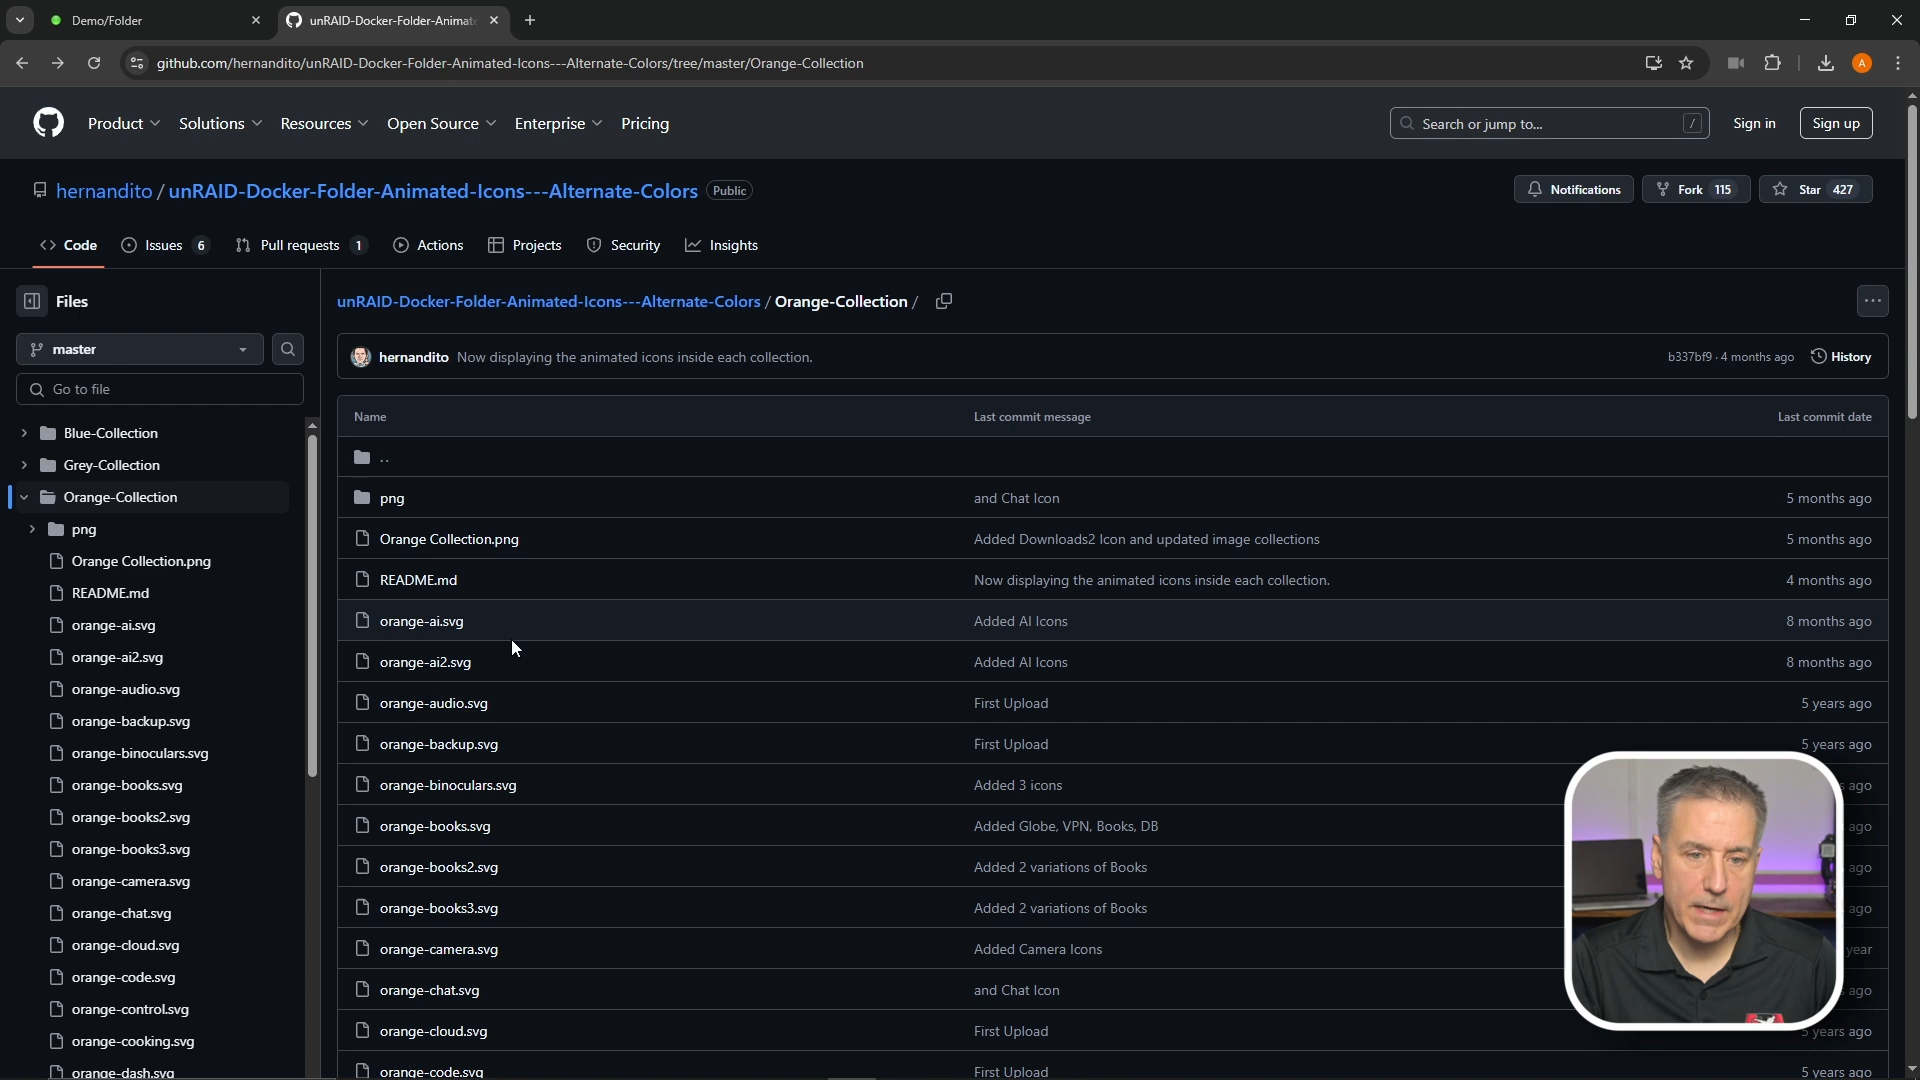 Demo/Folder
unRAID-Docker-Folder-Animate
github.com/hernandito/unRAID-Docker-Folder-Animated-Icons---Alternate-Colors/tree/master/Orange-Collection
A
Product
Solutions
Resources
Open Source
Enterprise
Pricing
Search or jump to...
/
Sign in
Sign up
hernandito / unRAID-Docker-Folder-Animated-Icons---Alternate-Colors Public
Notifications
Fork 115
Star 427
Code
Issues 6
Pull requests 1
Actions
Projects
Security
Insights
Files
master
Go to file
Blue-Collection
Grey-Collection
Orange-Collection
png
Orange Collection.png
README.md
orange-ai.svg
orange-ai2.svg
orange-audio.svg
orange-backup.svg
orange-binoculars.svg
orange-books.svg
orange-books2.svg
orange-books3.svg
orange-camera.svg
orange-chat.svg
orange-cloud.svg
orange-code.svg
orange-control.svg
orange-cooking.svg
orange-dash.svg
unRAID-Docker-Folder-Animated-Icons---Alternate-Colors / Orange-Collection /
hernandito Now displaying the animated icons inside each collection.
b337bf9 · 4 months ago
History
Name Last commit message Last commit date
..
png and Chat Icon 5 months ago
Orange Collection.png Added Downloads2 Icon and updated image collections 5 months ago
README.md Now displaying the animated icons inside each collection. 4 months ago
orange-ai.svg Added AI Icons 8 months ago
orange-ai2.svg Added AI Icons 8 months ago
orange-audio.svg First Upload 5 years ago
orange-backup.svg First Upload 5 years ago
orange-binoculars.svg Added 3 icons ago
orange-books.svg Added Globe, VPN, Books, DB ago
orange-books2.svg Added 2 variations of Books ago
orange-books3.svg Added 2 variations of Books ago
orange-camera.svg Added Camera Icons year
orange-chat.svg and Chat Icon ago
orange-cloud.svg First Upload 5 years ago
orange-code.svg First Upload 5 years ago